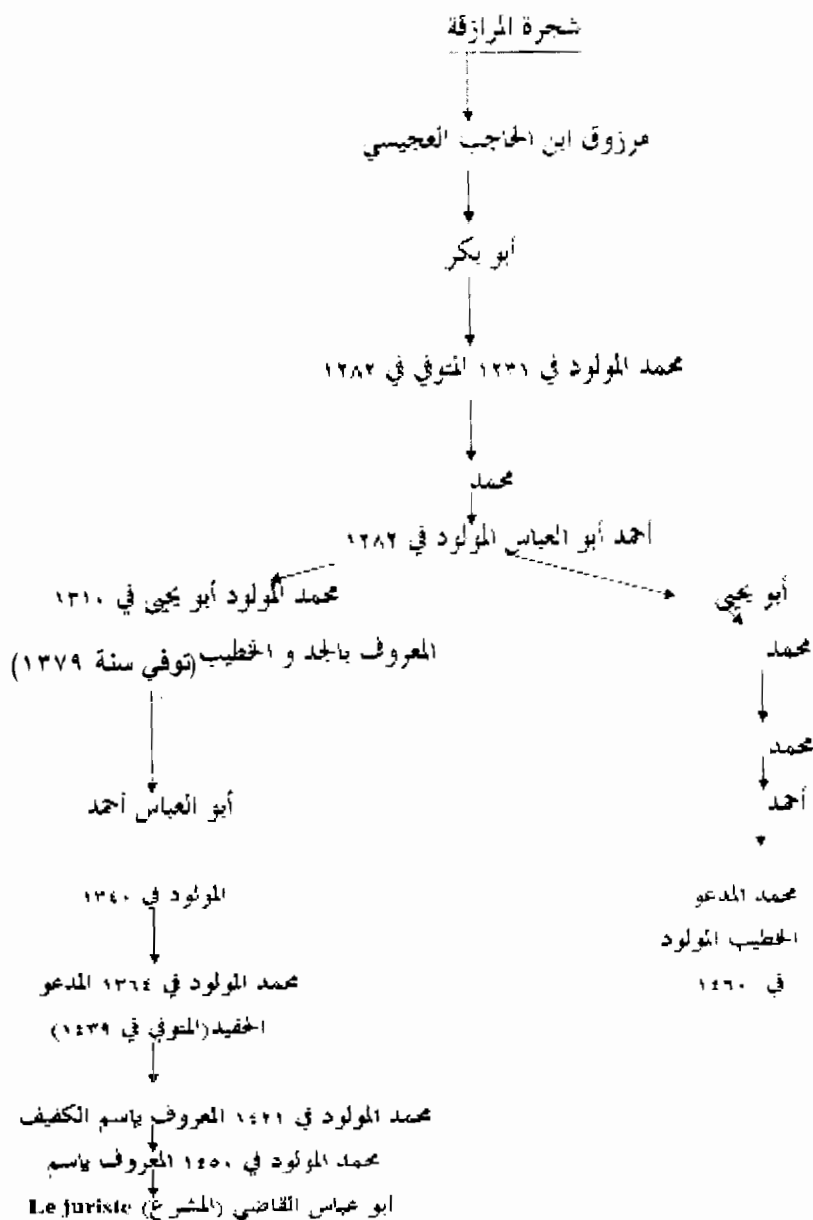 شجرة المرازقة
مرزوق ابن الحاجب العجيسي
أبو بكر
محمد المولود في ١٢٣١ المتوفي في ١٢٨٢
محمد
أحمد أبو العباس المولود في ١٢٨٢
أبو يحيى
محمد المولود أبو يحيى في ١٣١٠
محمد
المعروف بالجد و الخطيب (توفي سنة ١٣٧٩)
محمد
أحمد
أبو العباس أحمد
محمد المدعو
المولود في ١٣٤٠
الخطيب المولود
في ١٤٦٠
محمد المولود في ١٣٦٤ المدعو
الحفيد (المتوفي في ١٤٣٩)
محمد المولود في ١٤٢١ المعروف باسم الكفيف
محمد المولود في ١٤٥٠ المعروف باسم
ابو عباس القاضي (المشرع) Le juriste